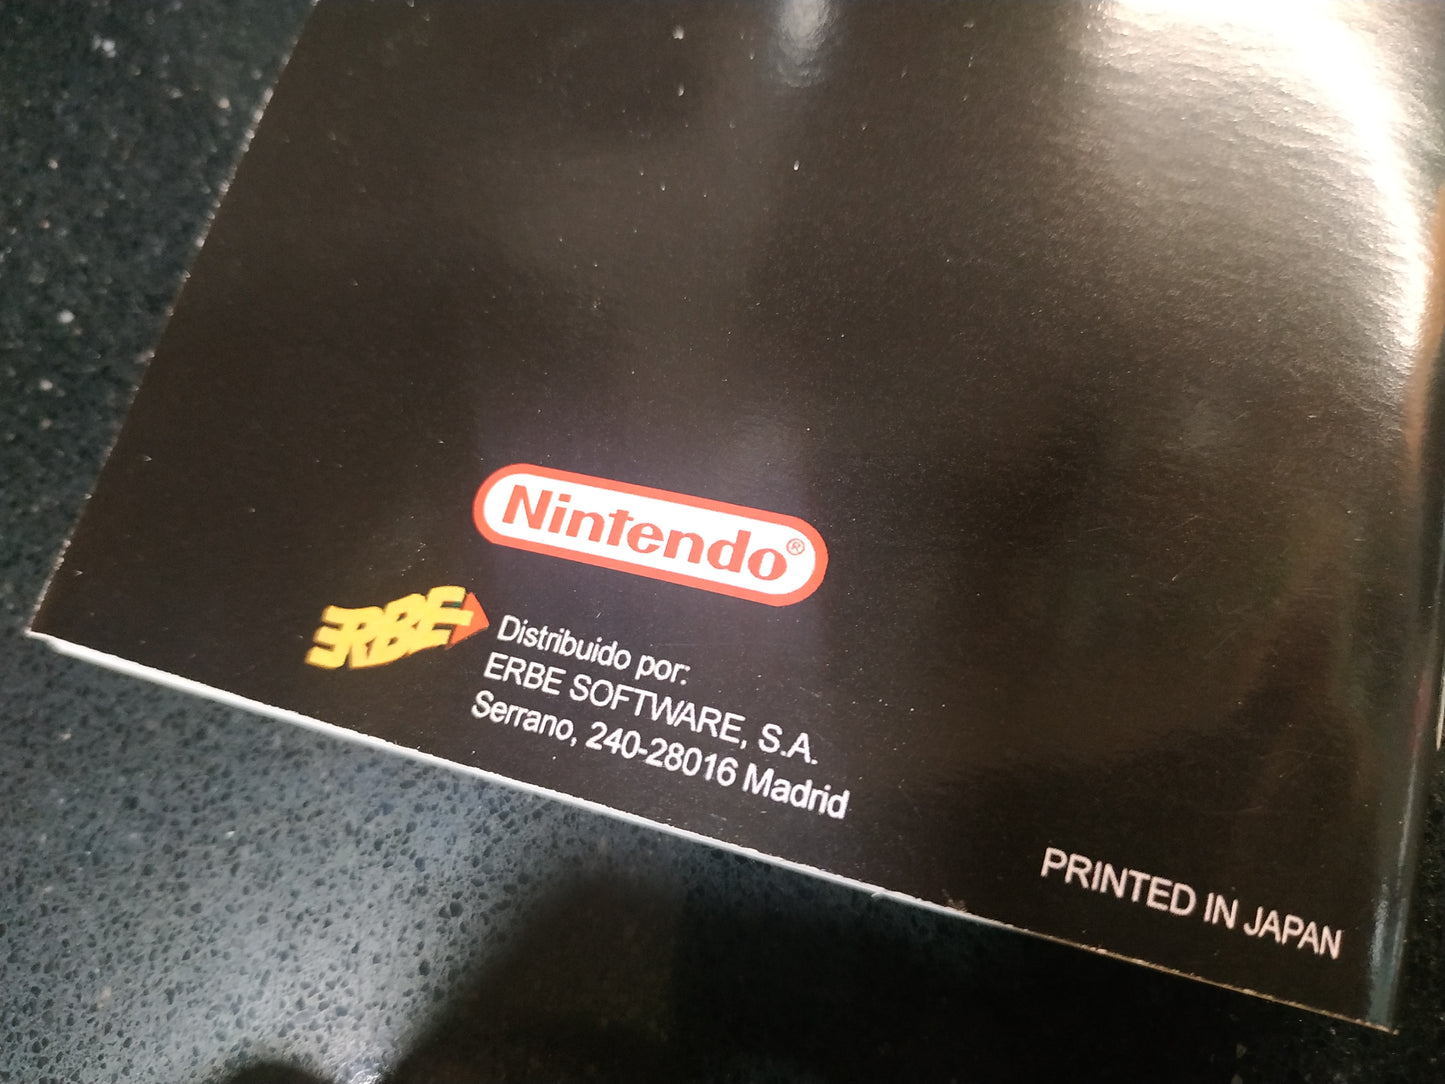 Nintendo®
ERBE
Distribuido por:
ERBE SOFTWARE, S.A.
Serrano, 240-28016 Madrid
PRINTED IN JAPAN